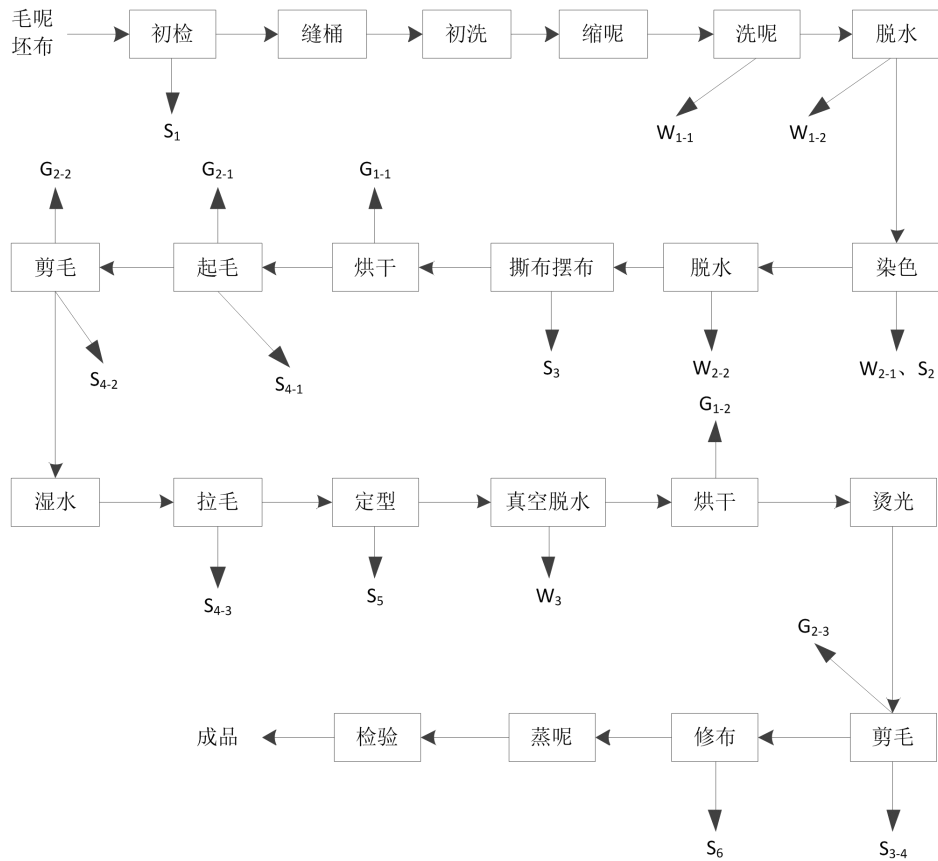 毛呢
坯布
初检
缝桶
初洗
缩呢
洗呢
脱水
S1
W1-1
W1-2
G2-2
G2-1
G1-1
剪毛
起毛
烘干
撕布摆布
脱水
染色
S4-2
S4-1
S3
W2-2
W2-1、S2
G1-2
湿水
拉毛
定型
真空脱水
烘干
烫光
S4-3
S5
W3
G2-3
成品
检验
蒸呢
修布
剪毛
S6
S3-4